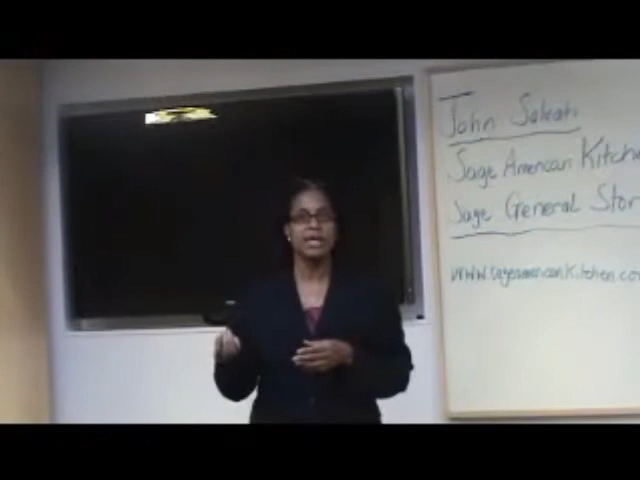 John
Sage American Kitche
Sage General Stor
www.sageamericankitchen.co